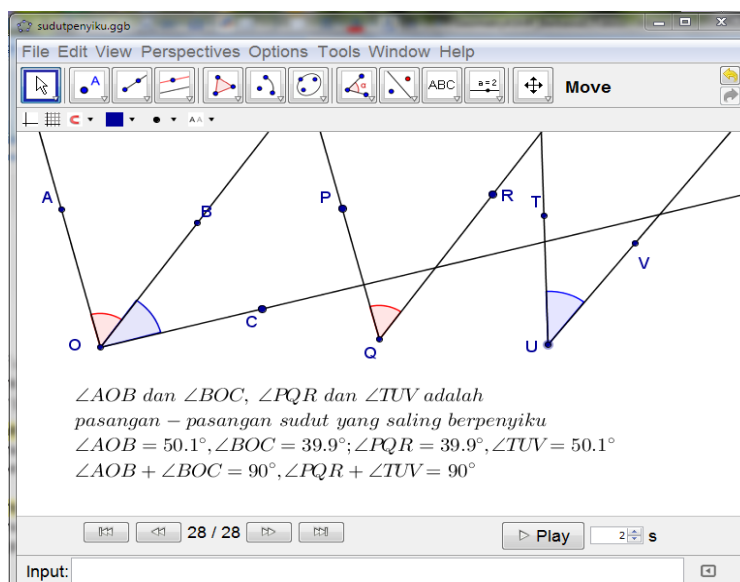 sudutpenyiku.ggb
File Edit View Perspectives Options Tools Window Help
A ABC a=2 Move
A A
A B P R T
V
C
O Q U
∠AOB dan ∠BOC, ∠PQR dan ∠TUV adalah
pasangan − pasangan sudut yang saling berpenyiku
∠AOB = 50.1°, ∠BOC = 39.9°; ∠PQR = 39.9°, ∠TUV = 50.1°
∠AOB + ∠BOC = 90°, ∠PQR + ∠TUV = 90°
28 / 28 Play 2 s
Input: